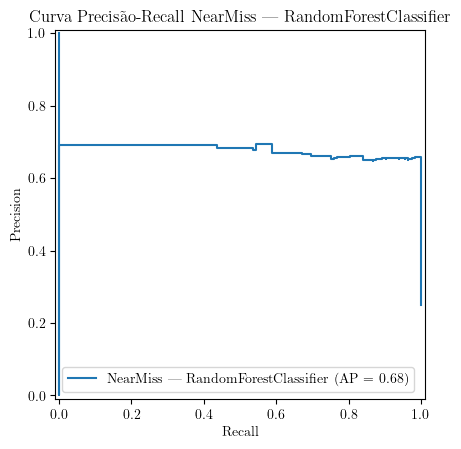 Curva Precisão-Recall NearMiss — RandomForestClassifier
1.0
0.8
0.6
0.4
0.2
0.0
Precision
NearMiss — RandomForestClassifier (AP = 0.68)
0.0 0.2 0.4 0.6 0.8 1.0
Recall